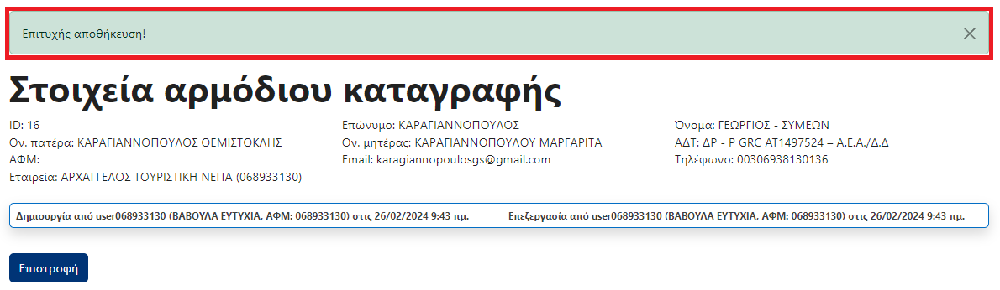 Επιτυχής αποθήκευση!
Στοιχεία αρμόδιου καταγραφής
ID: 16 Επώνυμο: ΚΑΡΑΓΙΑΝΝΟΠΟΥΛΟΣ Όνομα: ΓΕΩΡΓΙΟΣ - ΣΥΜΕΩΝ
Ον. πατέρα: ΚΑΡΑΓΙΑΝΝΟΠΟΥΛΟΣ ΘΕΜΙΣΤΟΚΛΗΣ Ον. μητέρας: ΚΑΡΑΓΙΑΝΝΟΠΟΥΛΟΥ ΜΑΡΓΑΡΙΤΑ ΑΔΤ: ΔΡ - P GRC AT1497524 – Α.Ε.Α./Δ.Δ
ΑΦΜ: Email: karagiannopoulosgs@gmail.com Τηλέφωνο: 00306938130136
Εταιρεία: ΑΡΧΑΓΓΕΛΟΣ ΤΟΥΡΙΣΤΙΚΗ ΝΕΠΑ (068933130)
Δημιουργία από user068933130 (ΒΑΒΟΥΛΑ ΕΥΤΥΧΙΑ, ΑΦΜ: 068933130) στις 26/02/2024 9:43 πμ. Επεξεργασία από user068933130 (ΒΑΒΟΥΛΑ ΕΥΤΥΧΙΑ, ΑΦΜ: 068933130) στις 26/02/2024 9:43 πμ.
Επιστροφή